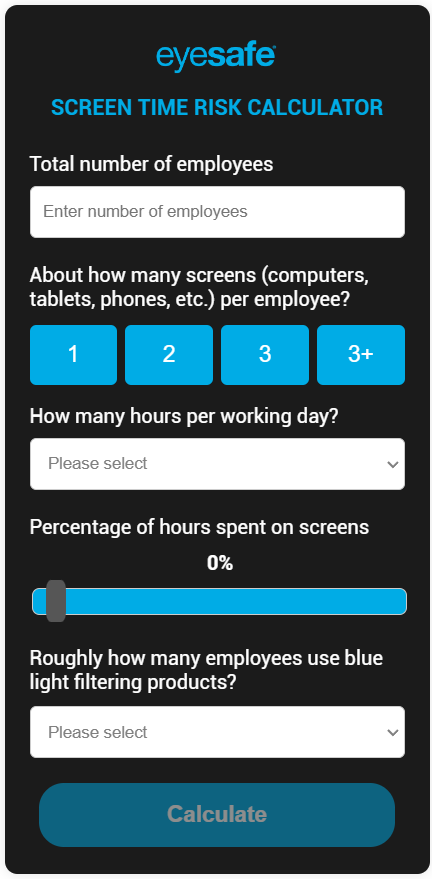 eyesafe
SCREEN TIME RISK CALCULATOR
Total number of employees
Enter number of employees
About how many screens (computers,
tablets, phones, etc.) per employee?
1 2 3 3+
How many hours per working day?
Please select
Percentage of hours spent on screens
0%
Roughly how many employees use blue
light filtering products?
Please select
Calculate